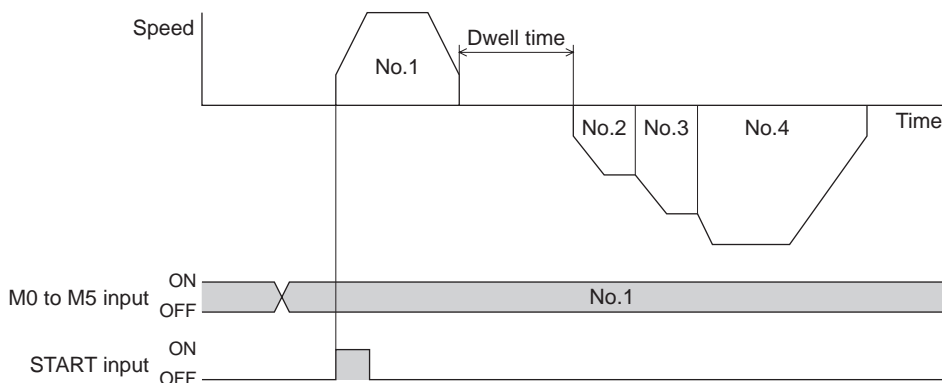 Speed
Dwell time
No.1
Time
No.2
No.3
No.4
ON
M0 to M5 input
OFF
No.1
ON
START input
OFF